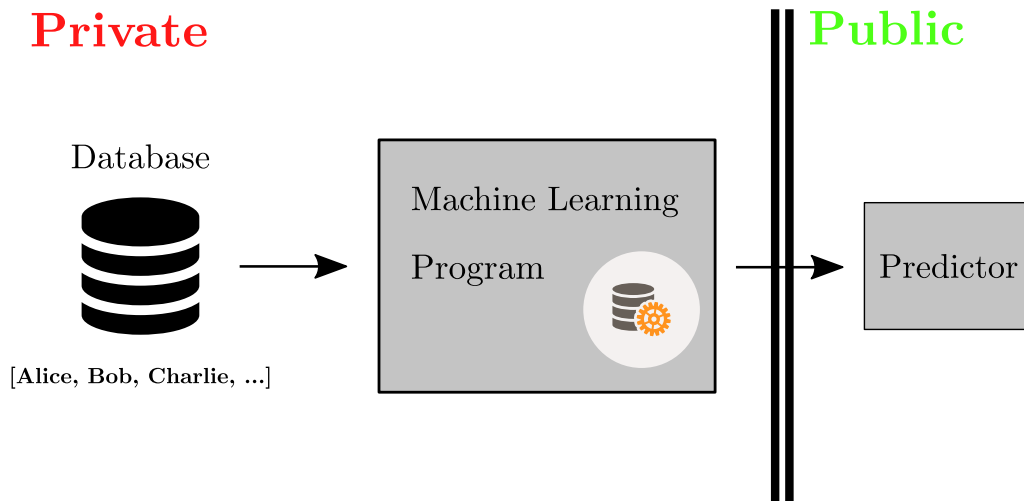 Private
Public
Database
Machine Learning
Program
Predictor
[Alice, Bob, Charlie, ...]